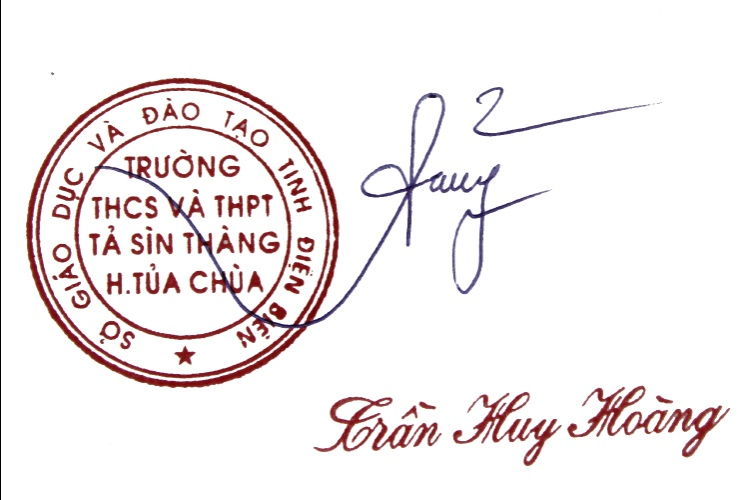 SỞ GIÁO DỤC VÀ ĐÀO TẠO TỈNH ĐIỆN BIÊN
TRƯỜNG
THCS VÀ THPT
TẢ SÌN THÀNG
H.TỦA CHÙA
Trần Huy Hoàng